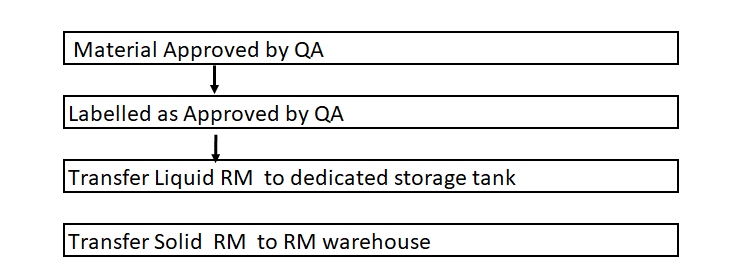 Material Approved by QA
Labelled as Approved by QA
Transfer Liquid RM to dedicated storage tank
Transfer Solid RM to RM warehouse